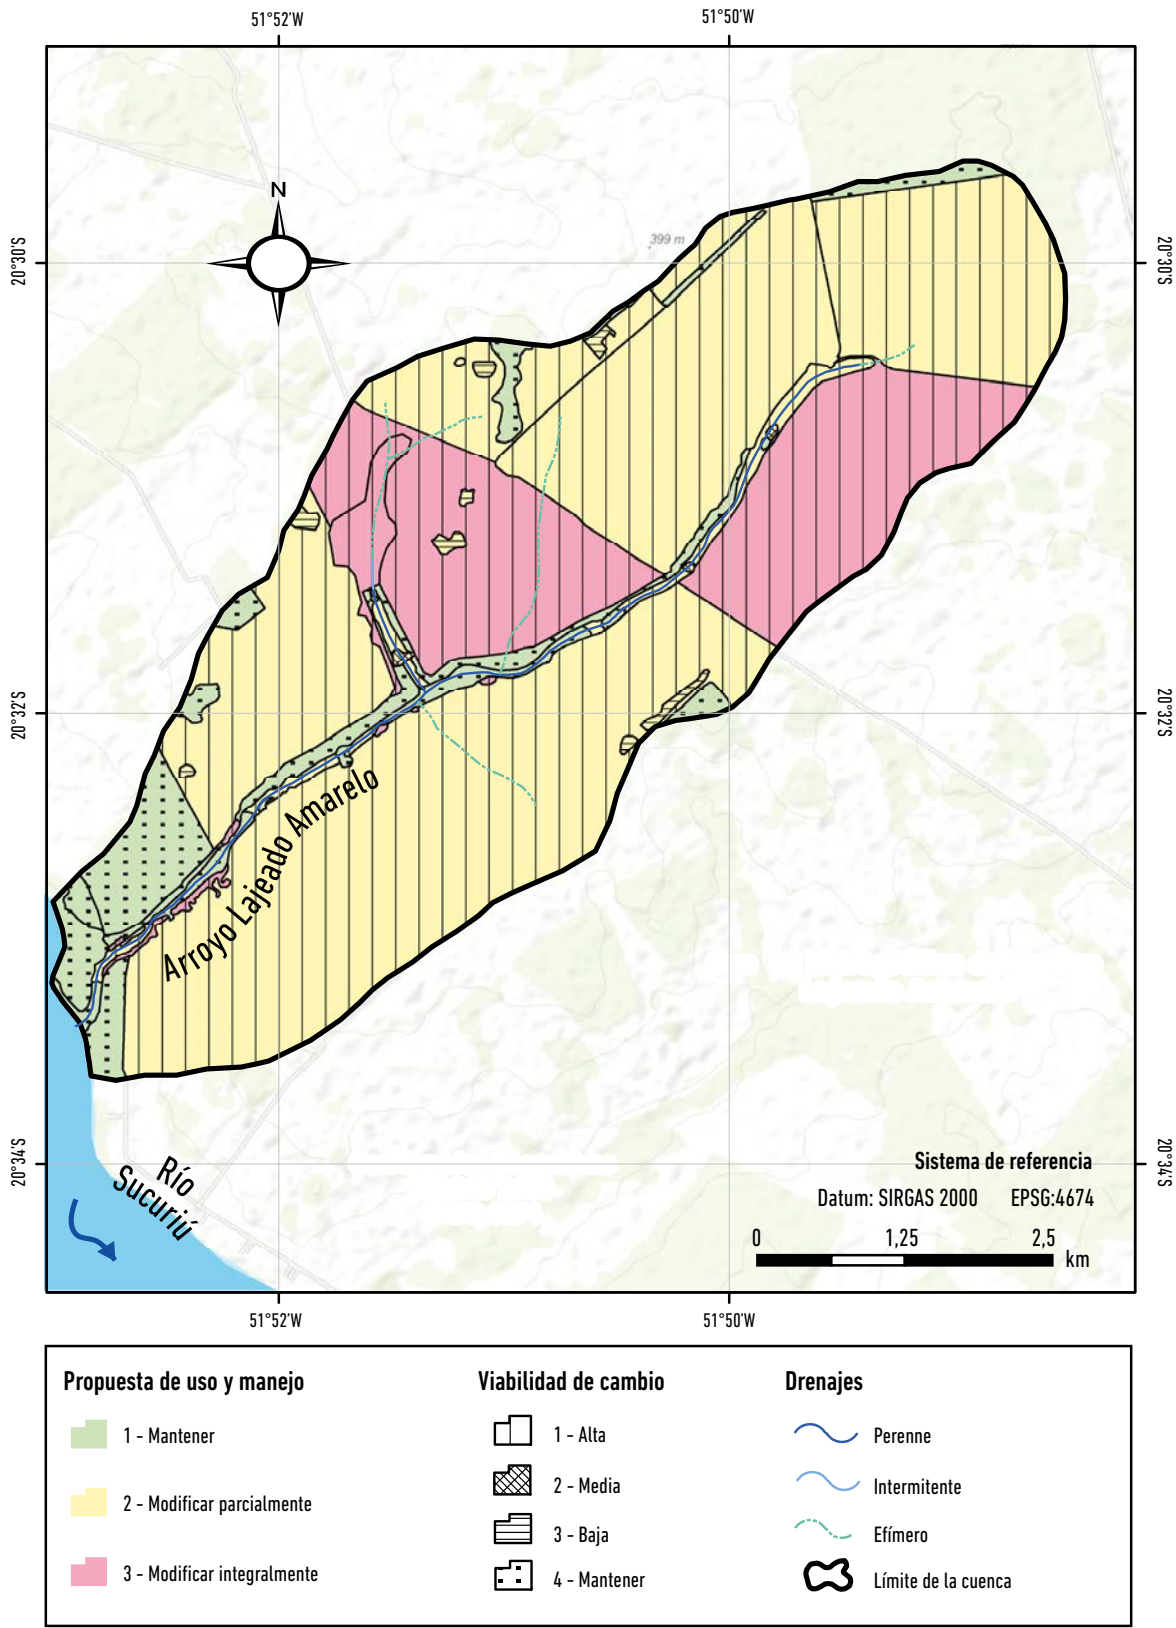 51°52'W
51°50'W
N
399 m
20°30'S
20°30'S
20°32'S
20°32'S
Arroyo Lajeado Amarelo
20°34'S
20°34'S
Río
Sucuriú
Sistema de referencia
Datum: SIRGAS 2000 EPSG:4674
0 1,25 2,5
km
51°52'W
51°50'W
Propuesta de uso y manejo
1 - Mantener
2 - Modificar parcialmente
3 - Modificar integralmente
Viabilidad de cambio
1 - Alta
2 - Media
3 - Baja
4 - Mantener
Drenajes
Perenne
Intermitente
Efímero
Límite de la cuenca